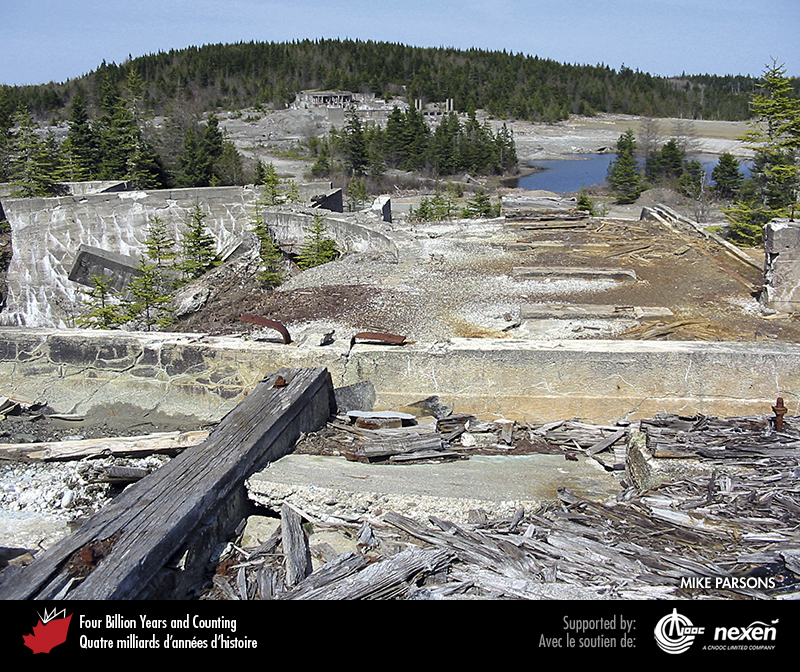 MIKE PARSONS
Four Billion Years and Counting
Quatre milliards d'années d'histoire
Supported by:
Avec le soutien de:
CNOOC
nexen
A CNOOC LIMITED COMPANY